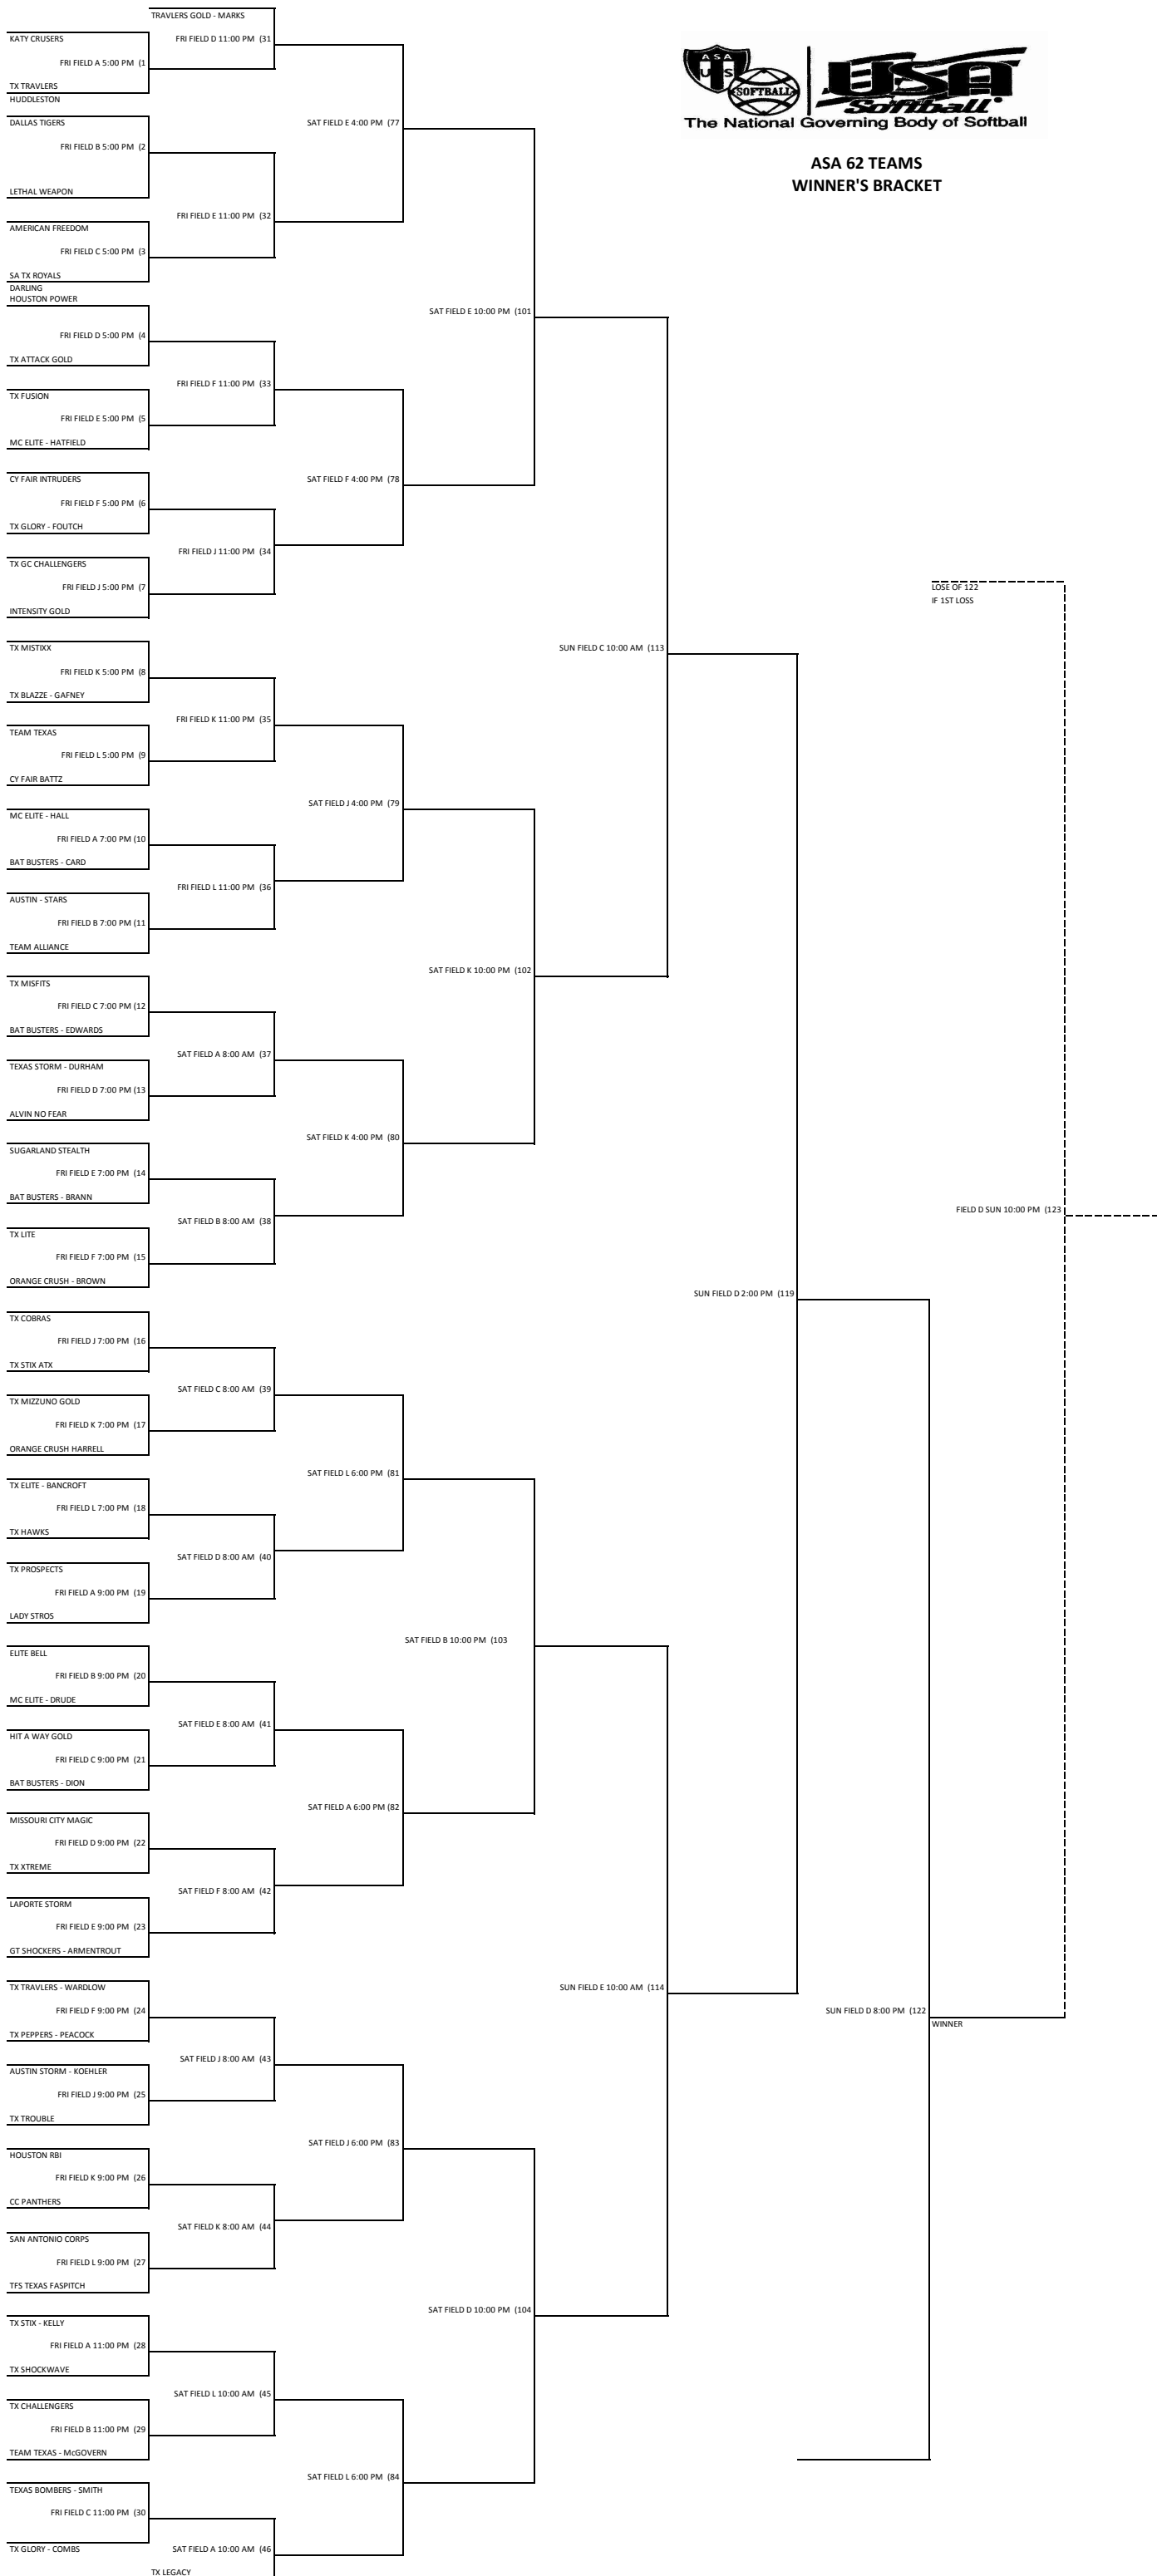 TRAVLERS GOLD - MARKS
KATY CRUSERS
FRI FIELD D 11:00 PM (31
FRI FIELD A 5:00 PM (1
TX TRAVLERS
HUDDLESTON
ASA
U S
SOFTBALL
USA
Softball
The National Governing Body of Softball
ASA 62 TEAMS
WINNER'S BRACKET
DALLAS TIGERS
SAT FIELD E 4:00 PM (77
FRI FIELD B 5:00 PM (2
LETHAL WEAPON
FRI FIELD E 11:00 PM (32
AMERICAN FREEDOM
FRI FIELD C 5:00 PM (3
SA TX ROYALS
DARLING
HOUSTON POWER
SAT FIELD E 10:00 PM (101
FRI FIELD D 5:00 PM (4
TX ATTACK GOLD
FRI FIELD F 11:00 PM (33
TX FUSION
FRI FIELD E 5:00 PM (5
MC ELITE - HATFIELD
CY FAIR INTRUDERS
SAT FIELD F 4:00 PM (78
FRI FIELD F 5:00 PM (6
TX GLORY - FOUTCH
FRI FIELD J 11:00 PM (34
TX GC CHALLENGERS
FRI FIELD J 5:00 PM (7
LOSE OF 122
IF 1ST LOSS
INTENSITY GOLD
TX MISTIXX
SUN FIELD C 10:00 AM (113
FRI FIELD K 5:00 PM (8
TX BLAZZE - GAFNEY
FRI FIELD K 11:00 PM (35
TEAM TEXAS
FRI FIELD L 5:00 PM (9
CY FAIR BATTZ
SAT FIELD J 4:00 PM (79
MC ELITE - HALL
FRI FIELD A 7:00 PM (10
BAT BUSTERS - CARD
FRI FIELD L 11:00 PM (36
AUSTIN - STARS
FRI FIELD B 7:00 PM (11
TEAM ALLIANCE
SAT FIELD K 10:00 PM (102
TX MISFITS
FRI FIELD C 7:00 PM (12
BAT BUSTERS - EDWARDS
SAT FIELD A 8:00 AM (37
TEXAS STORM - DURHAM
FRI FIELD D 7:00 PM (13
ALVIN NO FEAR
SAT FIELD K 4:00 PM (80
SUGARLAND STEALTH
FRI FIELD E 7:00 PM (14
BAT BUSTERS - BRANN
FIELD D SUN 10:00 PM (123
SAT FIELD B 8:00 AM (38
TX LITE
FRI FIELD F 7:00 PM (15
ORANGE CRUSH - BROWN
SUN FIELD D 2:00 PM (119
TX COBRAS
FRI FIELD J 7:00 PM (16
TX STIX ATX
SAT FIELD C 8:00 AM (39
TX MIZZUNO GOLD
FRI FIELD K 7:00 PM (17
ORANGE CRUSH HARRELL
SAT FIELD L 6:00 PM (81
TX ELITE - BANCROFT
FRI FIELD L 7:00 PM (18
TX HAWKS
SAT FIELD D 8:00 AM (40
TX PROSPECTS
FRI FIELD A 9:00 PM (19
LADY STROS
SAT FIELD B 10:00 PM (103
ELITE BELL
FRI FIELD B 9:00 PM (20
MC ELITE - DRUDE
SAT FIELD E 8:00 AM (41
HIT A WAY GOLD
FRI FIELD C 9:00 PM (21
BAT BUSTERS - DION
SAT FIELD A 6:00 PM (82
MISSOURI CITY MAGIC
FRI FIELD D 9:00 PM (22
TX XTREME
SAT FIELD F 8:00 AM (42
LAPORTE STORM
FRI FIELD E 9:00 PM (23
GT SHOCKERS - ARMENTROUT
TX TRAVLERS - WARDLOW
SUN FIELD E 10:00 AM (114
FRI FIELD F 9:00 PM (24
SUN FIELD D 8:00 PM (122
WINNER
TX PEPPERS - PEACOCK
SAT FIELD J 8:00 AM (43
AUSTIN STORM - KOEHLER
FRI FIELD J 9:00 PM (25
TX TROUBLE
SAT FIELD J 6:00 PM (83
HOUSTON RBI
FRI FIELD K 9:00 PM (26
CC PANTHERS
SAT FIELD K 8:00 AM (44
SAN ANTONIO CORPS
FRI FIELD L 9:00 PM (27
TFS TEXAS FASPITCH
SAT FIELD D 10:00 PM (104
TX STIX - KELLY
FRI FIELD A 11:00 PM (28
TX SHOCKWAVE
SAT FIELD L 10:00 AM (45
TX CHALLENGERS
FRI FIELD B 11:00 PM (29
TEAM TEXAS - McGOVERN
SAT FIELD L 6:00 PM (84
TEXAS BOMBERS - SMITH
FRI FIELD C 11:00 PM (30
TX GLORY - COMBS
SAT FIELD A 10:00 AM (46
TX LEGACY